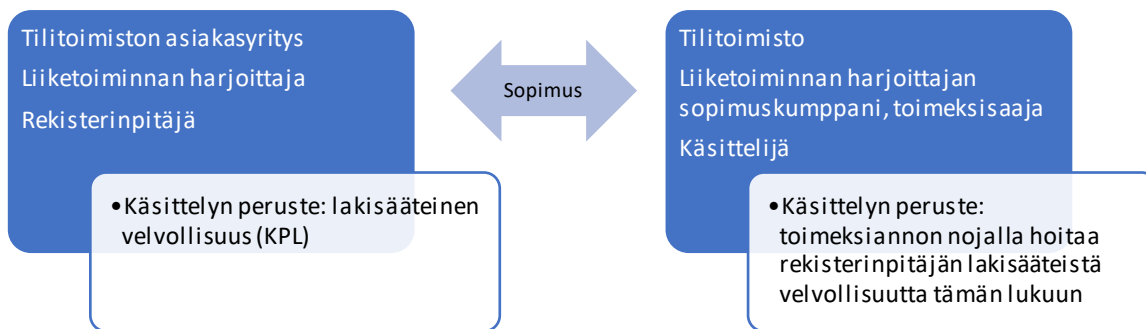 Tilitoimiston asiakasyritys
Liiketoiminnan harjoittaja
Rekisterinpitäjä
•Käsittelyn peruste: lakisääteinen
velvollisuus (KPL)
Sopimus
Tilitoimisto
Liiketoiminnan harjoittajan
sopimuskumppani, toimeksisaaja
Käsittelijä
•Käsittelyn peruste:
toimeksiannon nojalla hoitaa
rekisterinpitäjän lakisääteistä
velvollisuutta tämän lukuun